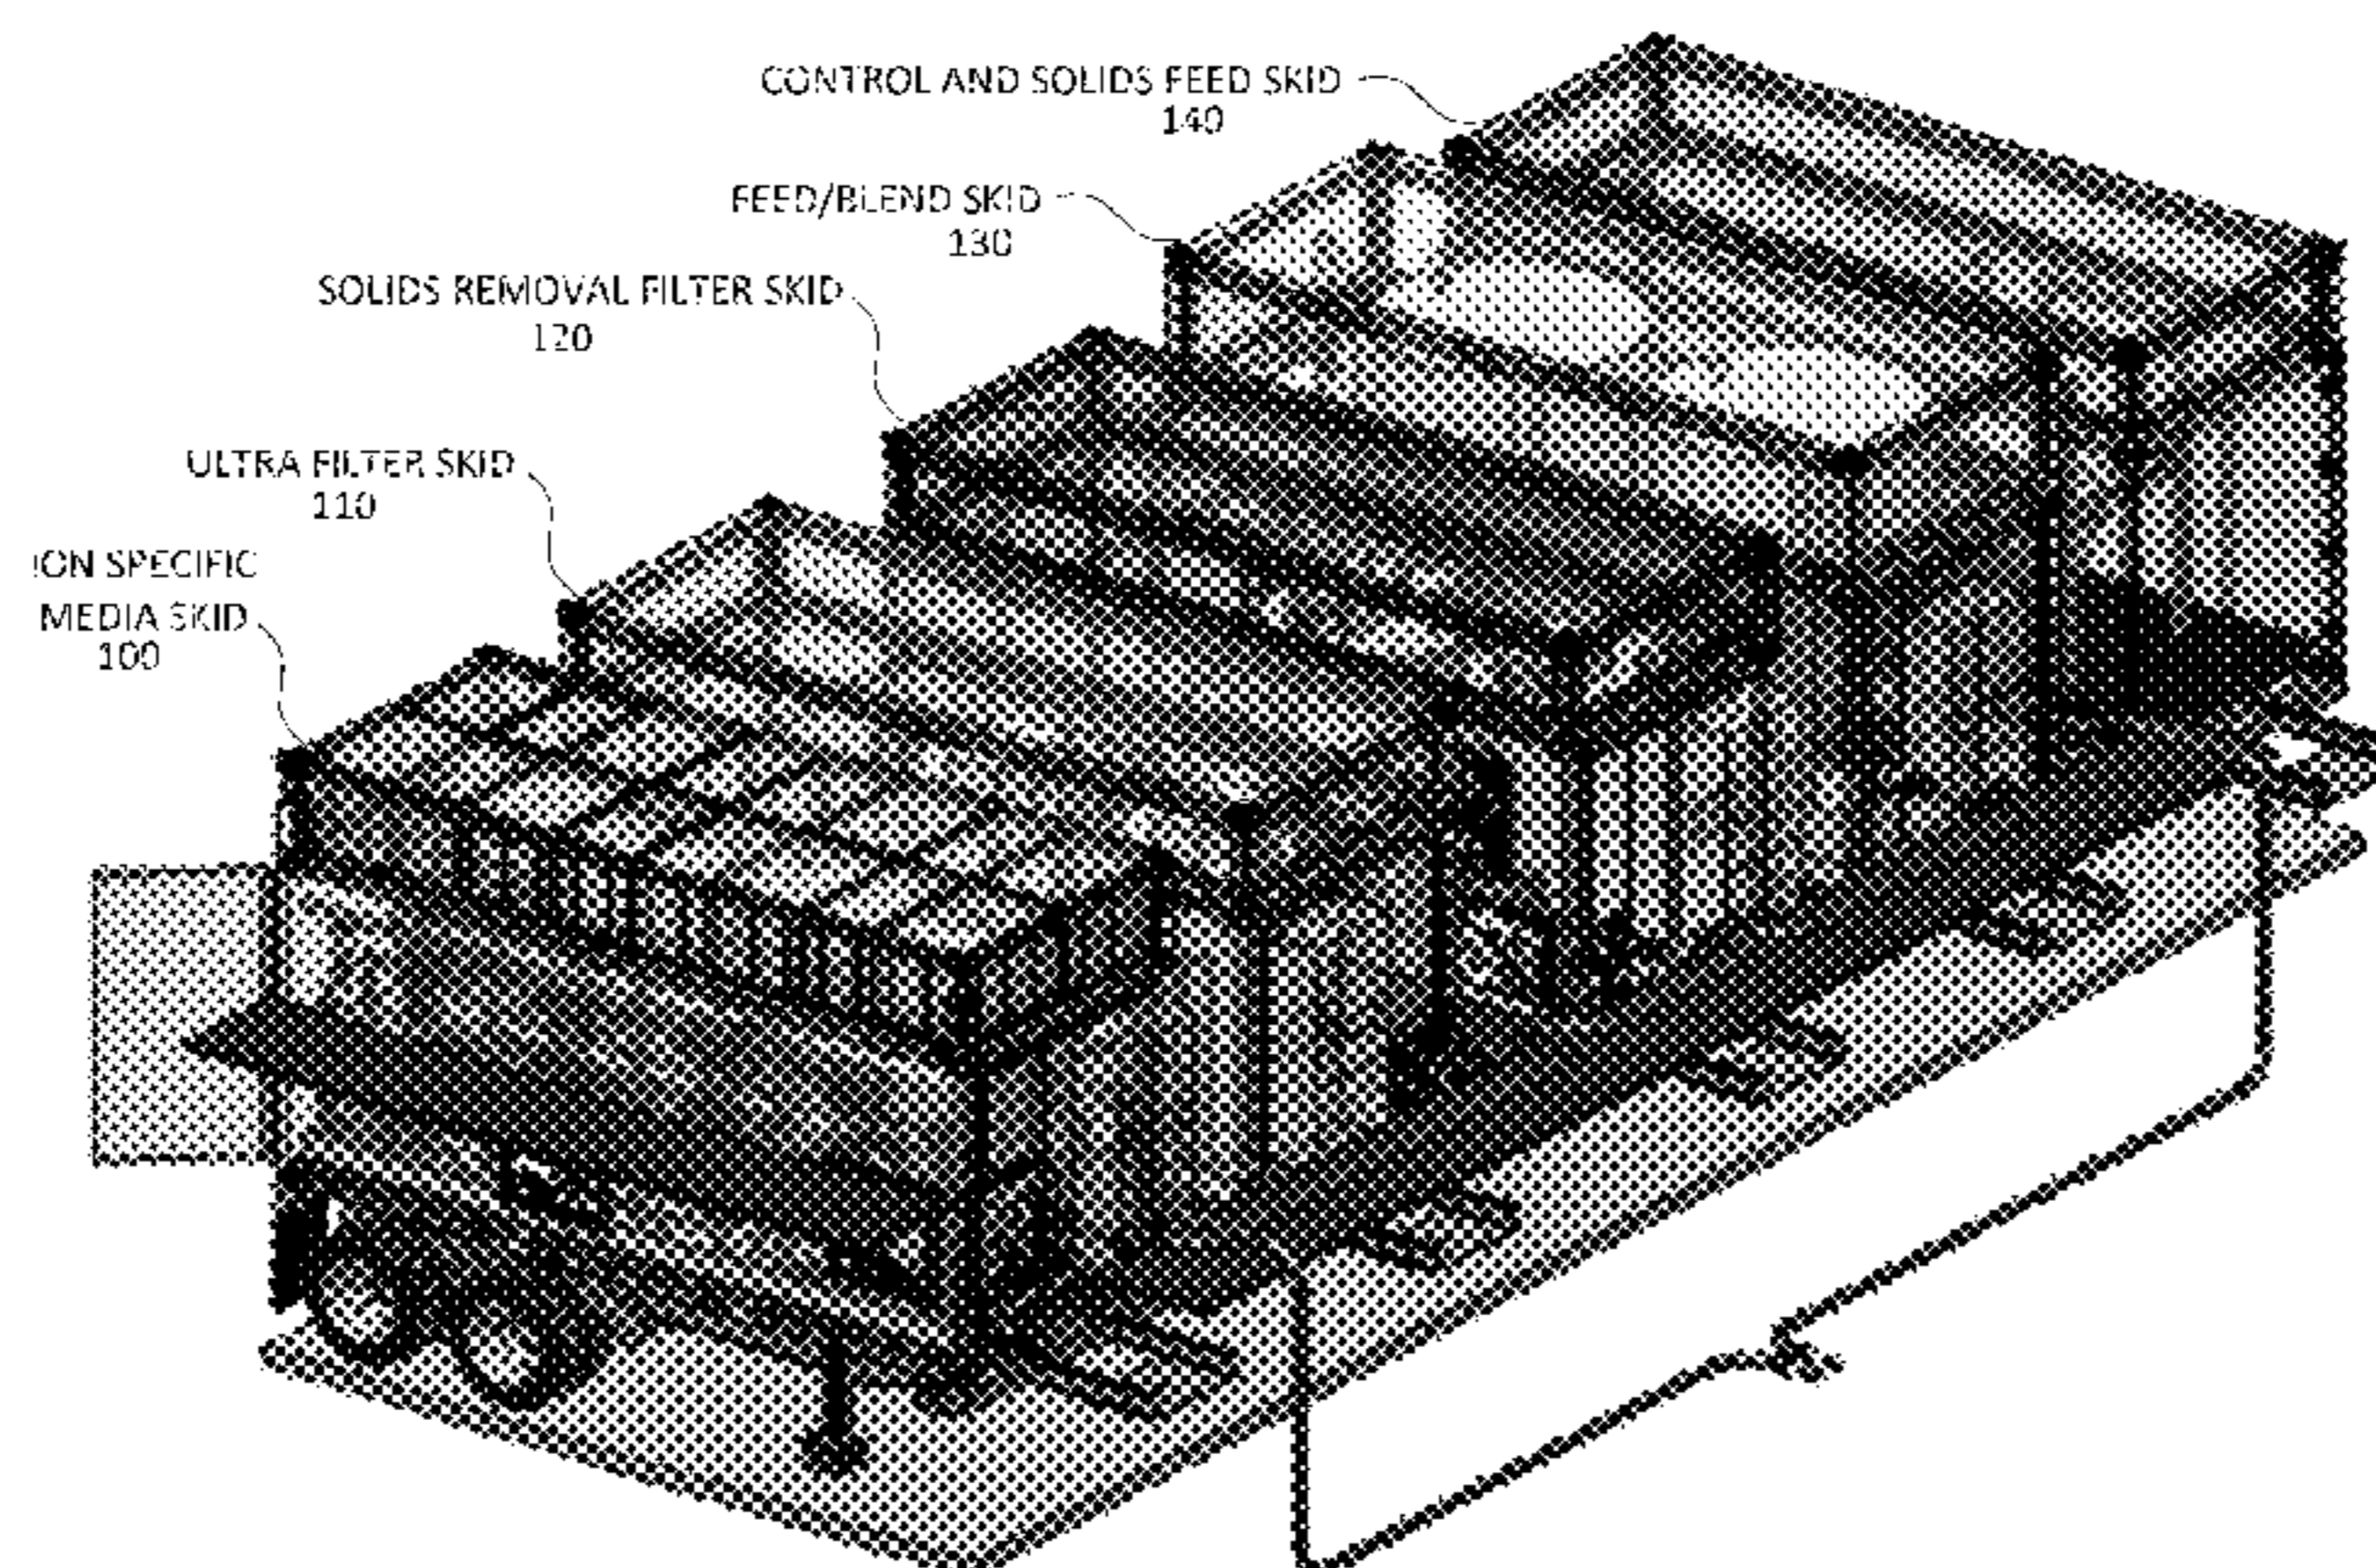 CONTROL AND SOLIDS FEED SKID
140
FEED/BLEND SKID
130
SOLIDS REMOVAL FILTER SKID
120
ULTRA FILTER SKID
110
ION SPECIFIC
MEDIA SKID
100